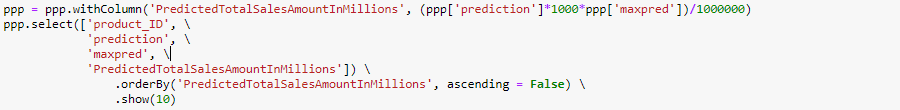 ppp = ppp.withColumn('PredictedTotalSalesAmountInMillions', (ppp['prediction']*1000*ppp['maxpred'])/1000000)
ppp.select(['product_ID', \
            'prediction', \
            'maxpred', \
            'PredictedTotalSalesAmountInMillions']) \
                .orderBy('PredictedTotalSalesAmountInMillions', ascending = False) \
                .show(10)